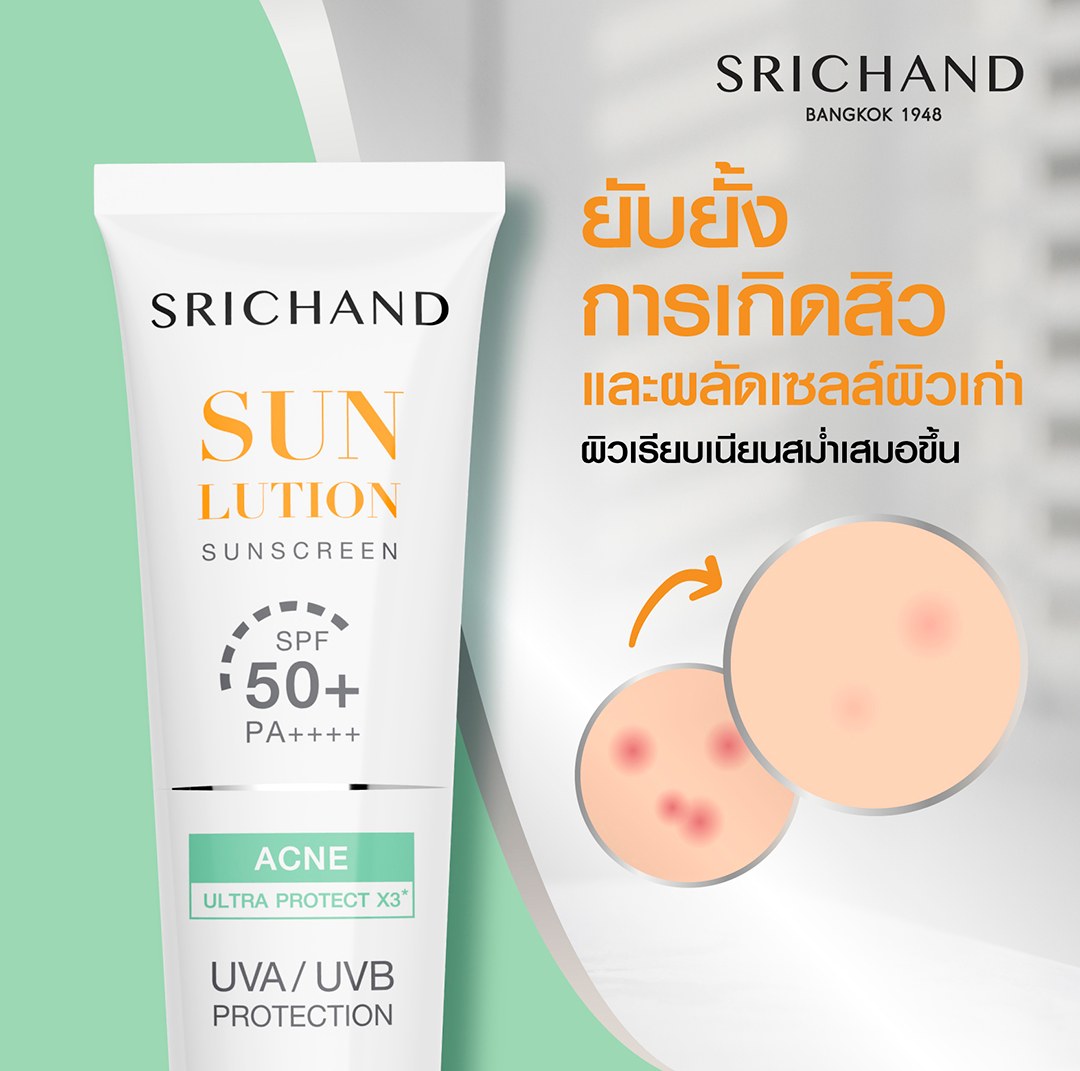 SRICHAND
BANGKOK 1948
ยับยั้ง
การเกิดสิว
และผลัดเซลล์ผิวเก่า
ผิวเรียบเนียนสม่ำเสมอขึ้น
SRICHAND
SUN
LUTION
SUNSCREEN
SPF
50+
PA++++
ACNE
ULTRA PROTECT X3*
UVA / UVB
PROTECTION